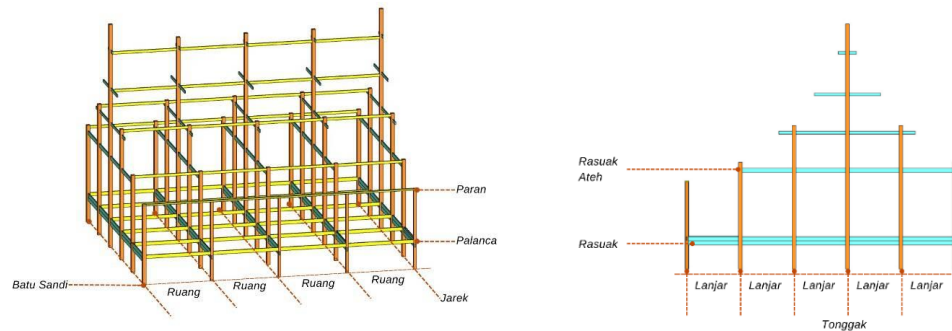 Paran
Palanca
Batu Sandi
Ruang Ruang Ruang Ruang
Jarek
Rasuak
Ateh
Rasuak
Lanjar Lanjar Lanjar Lanjar Lanjar
Tonggak